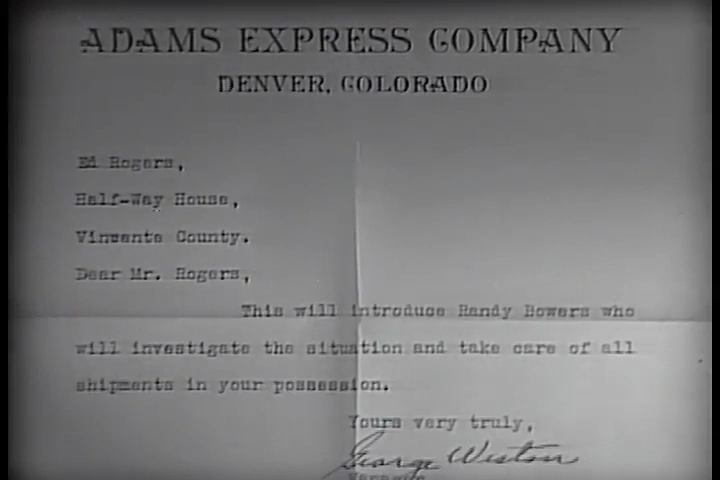 ADAMS EXPRESS COMPANY
DENVER, COLORADO
Ed Rogers,
Half-Way House,
Vinsente County.
Dear Mr. Rogers,
This will introduce Randy Bowers who
will investigate the situation and take care of all
shipments in your possession.
Yours very truly,
George Weston
Manager